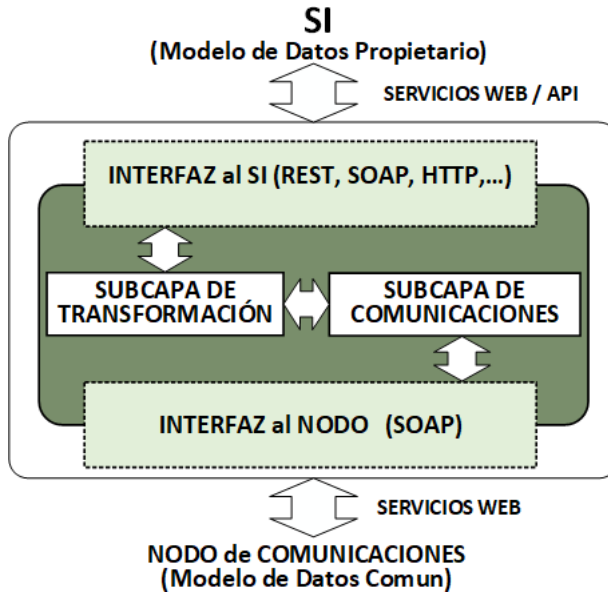 SI
(Modelo de Datos Propietario)
SERVICIOS WEB / API
INTERFAZ al SI (REST, SOAP, HTTP,...)
SUBCAPA DE
TRANSFORMACIÓN
SUBCAPA DE
COMUNICACIONES
INTERFAZ al NODO (SOAP)
SERVICIOS WEB
NODO de COMUNICACIONES
(Modelo de Datos Comun)